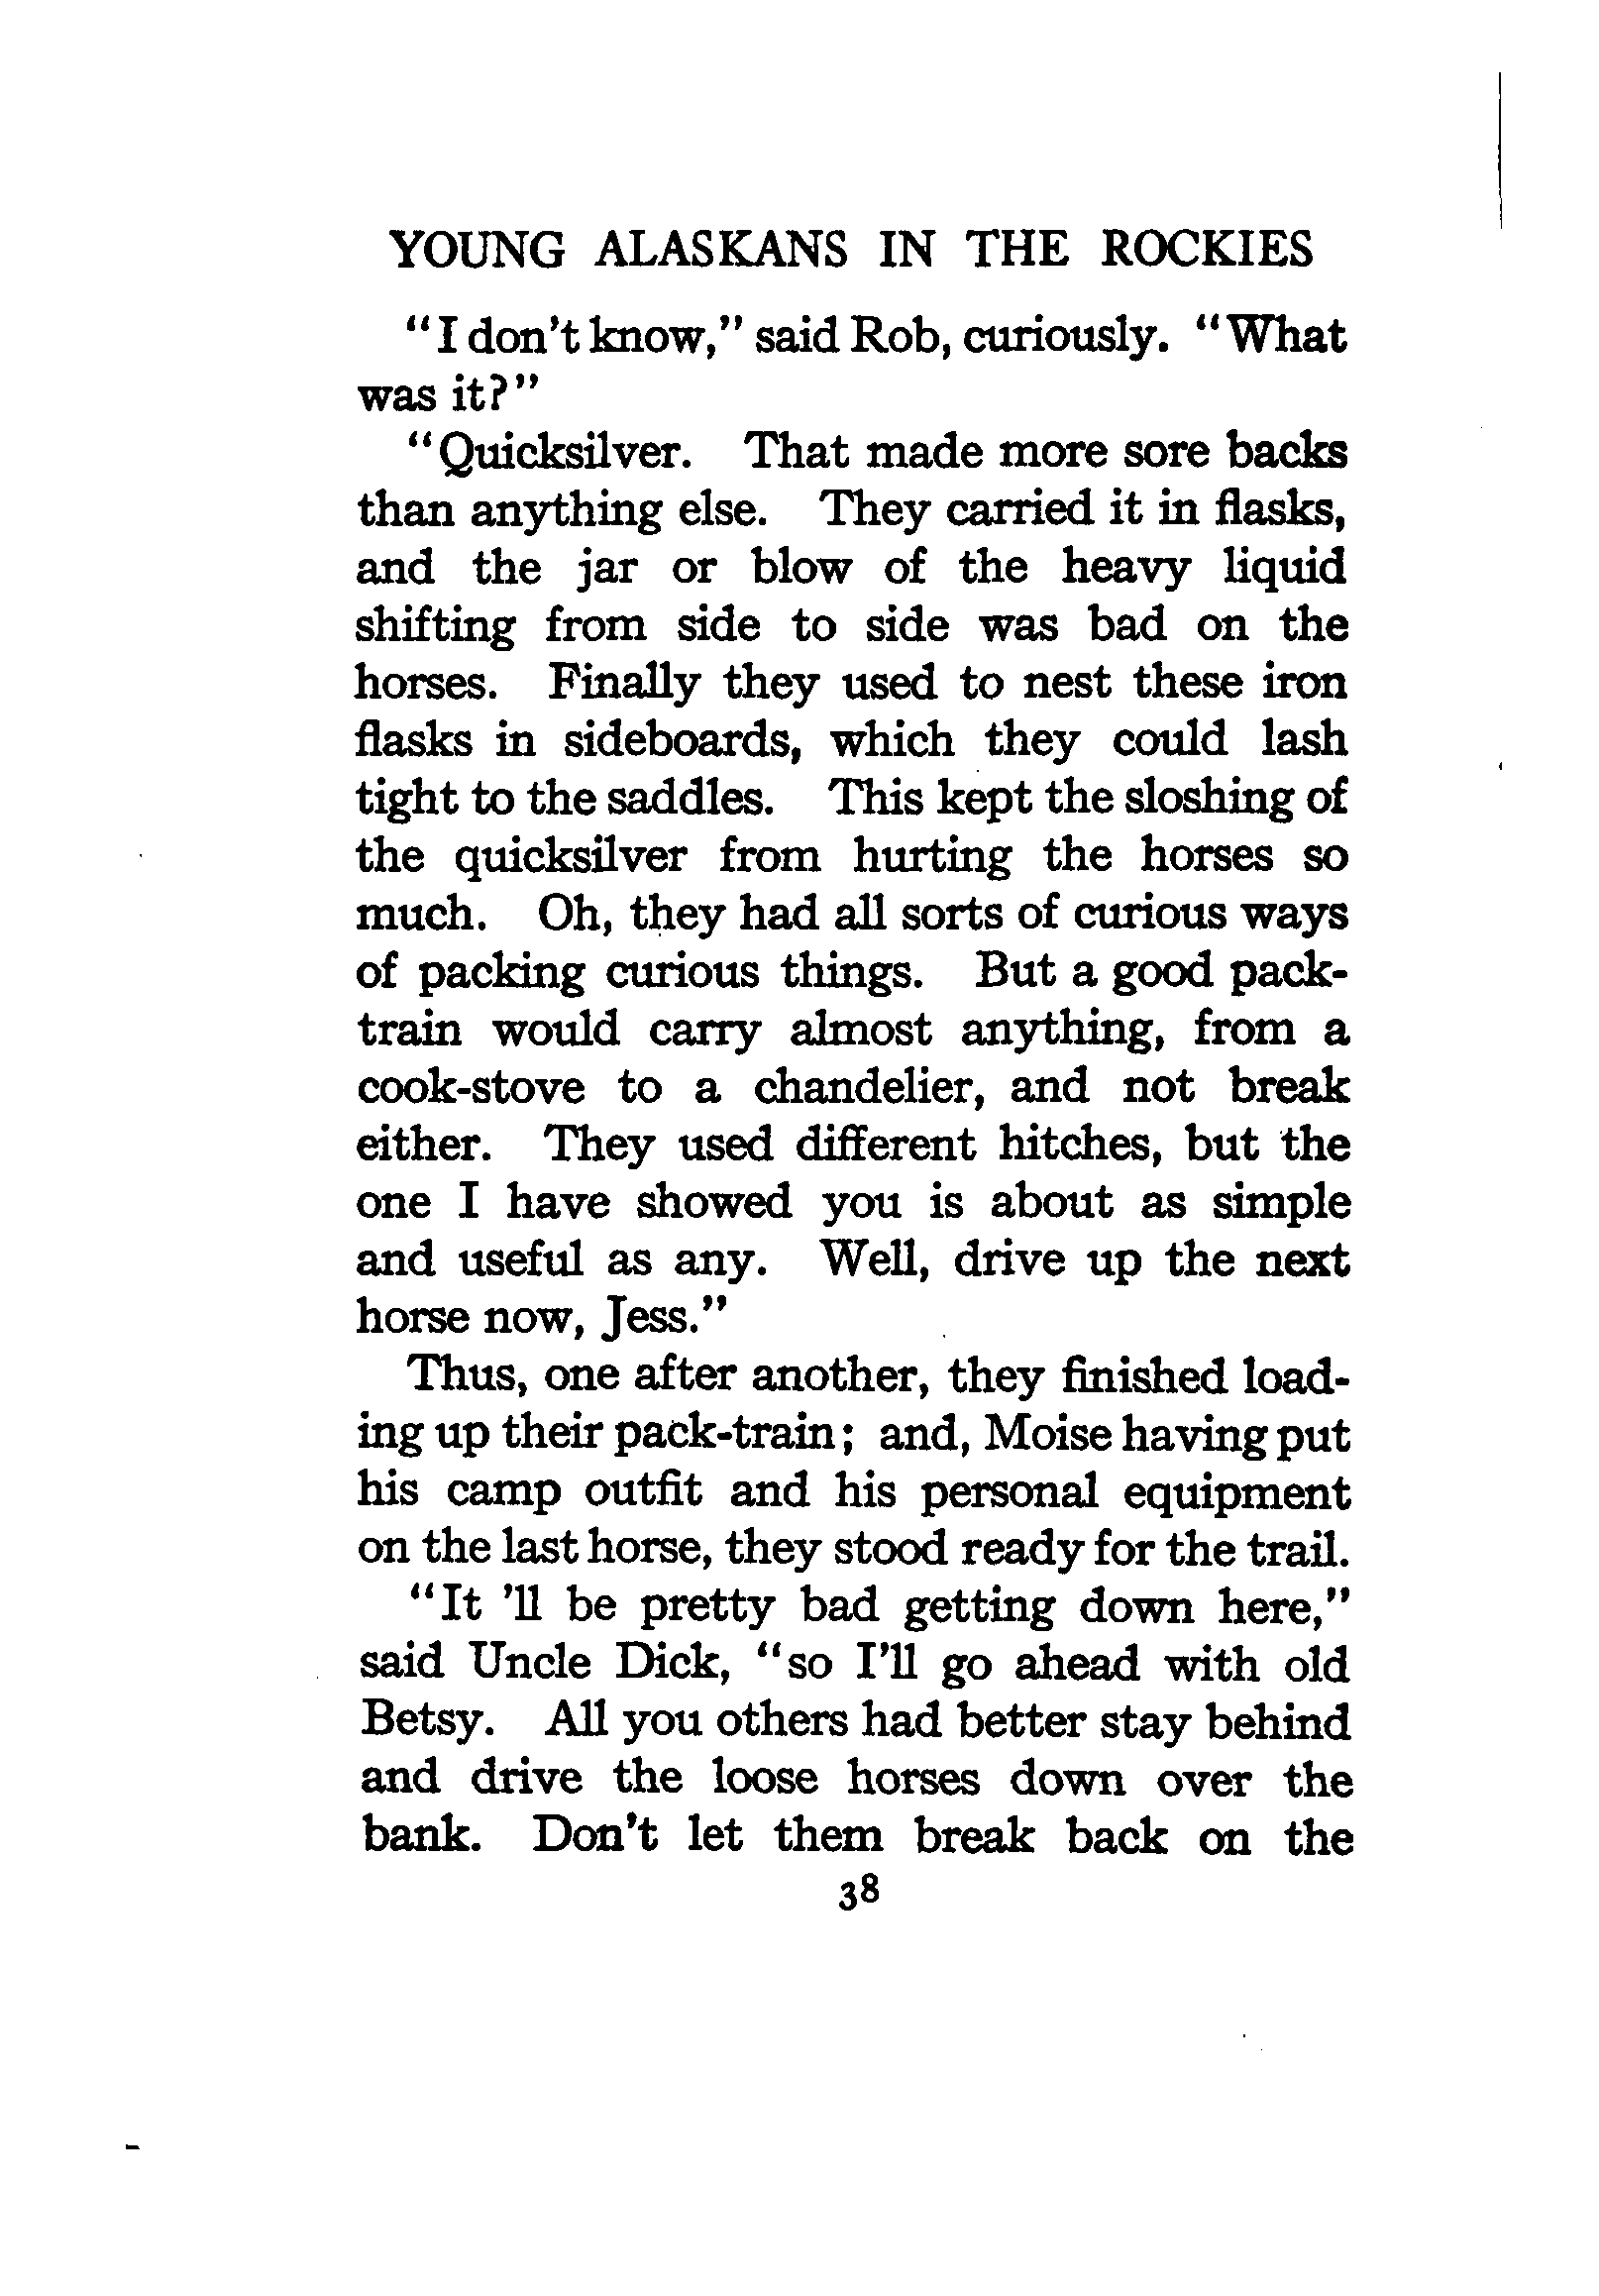 YOUNG ALASKANS IN THE ROCKIES
"I don't know," said Rob, curiously. "What
was it?"
"Quicksilver. That made more sore backs
than anything else. They carried it in flasks,
and the jar or blow of the heavy liquid
shifting from side to side was bad on the
horses. Finally they used to nest these iron
flasks in sideboards, which they could lash
tight to the saddles. This kept the sloshing of
the quicksilver from hurting the horses so
much. Oh, they had all sorts of curious ways
of packing curious things. But a good pack-
train would carry almost anything, from a
cook-stove to a chandelier, and not break
either. They used different hitches, but the
one I have showed you is about as simple
and useful as any. Well, drive up the next
horse now, Jess."
Thus, one after another, they finished load-
ing up their pack-train; and, Moise having put
his camp outfit and his personal equipment
on the last horse, they stood ready for the trail.
"It 'll be pretty bad getting down here,"
said Uncle Dick, "so I'll go ahead with old
Betsy. All you others had better stay behind
and drive the loose horses down over the
bank. Don't let them break back on the
38